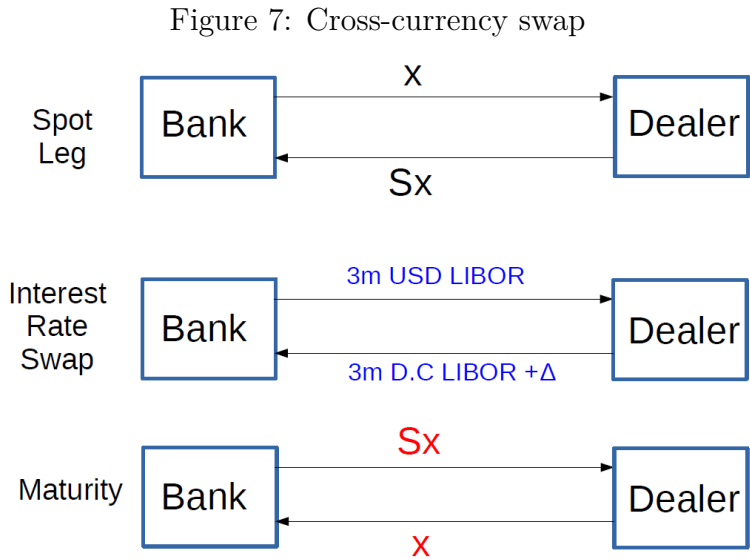 Figure 7: Cross-currency swap
x
Spot
Leg
Bank
Dealer
Sx
3m USD LIBOR
Interest
Rate
Swap
Bank
Dealer
3m D.C LIBOR +Δ
Sx
Maturity
Bank
Dealer
x